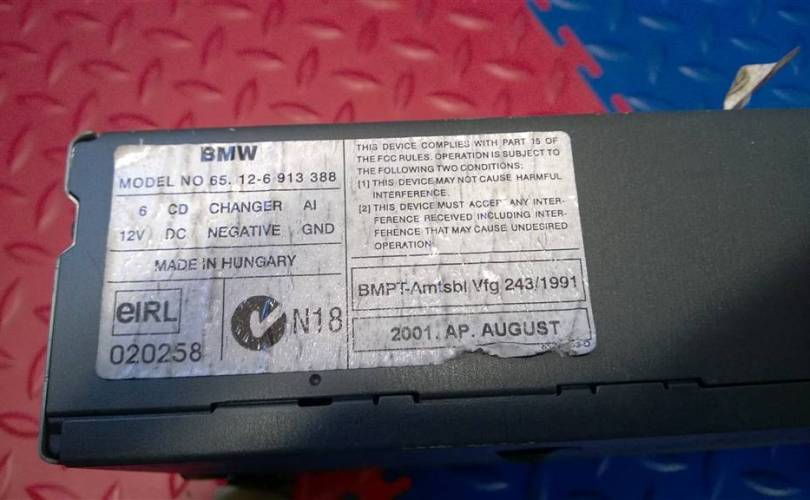 BMW
MODEL NO 65. 12-6 913 388
6 CD CHANGER AI
12V DC NEGATIVE GND
MADE IN HUNGARY
eIRL
020258
N18
THIS DEVICE COMPLIES WITH PART 15 OF
THE FCC RULES. OPERATION IS SUBJECT TO
THE FOLLOWING TWO CONDITIONS:
[1] THIS DEVICE MAY NOT CAUSE HARMFUL
INTERFERENCE.
[2] THIS DEVICE MUST ACCEPT ANY INTER-
FERENCE RECEIVED INCLUDING INTER-
FERENCE THAT MAY CAUSE UNDESIRED
OPERATION
BMPT-Amtsbl Vfg 243/1991
2001. AP. AUGUST